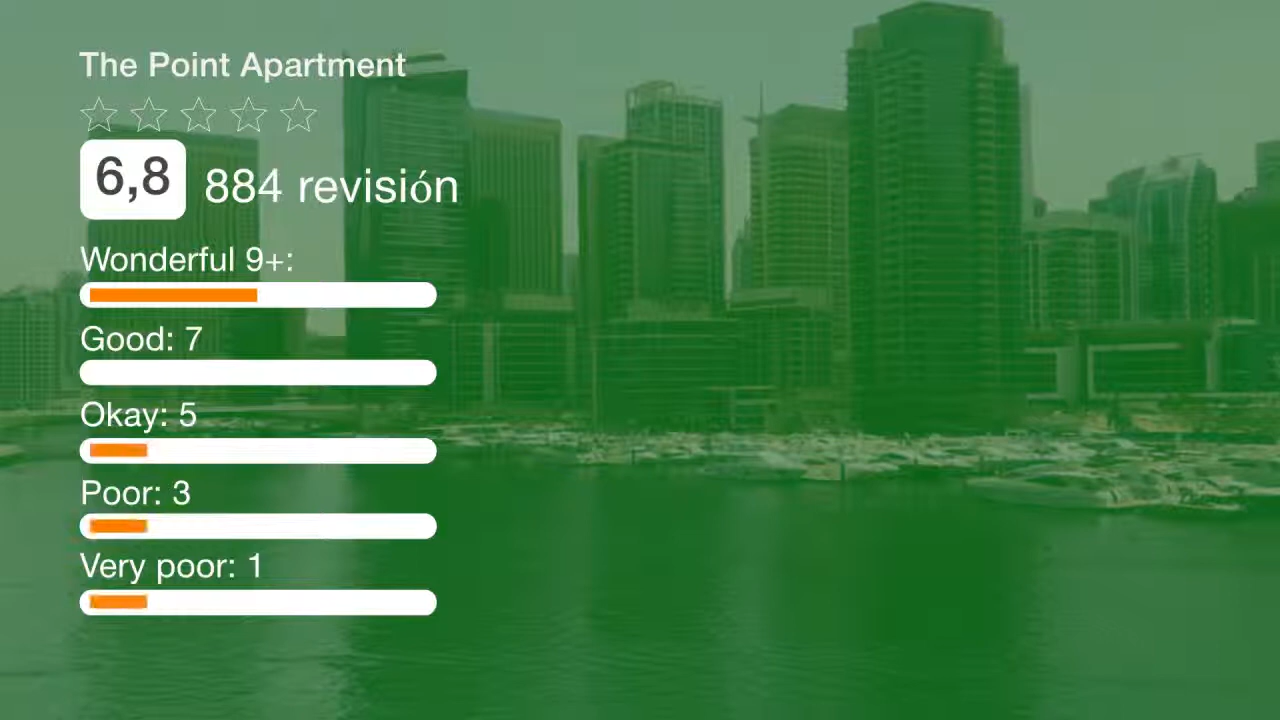 The Point Apartment
6,8 884 revisión
Wonderful 9+:
Good: 7
Okay: 5
Poor: 3
Very poor: 1